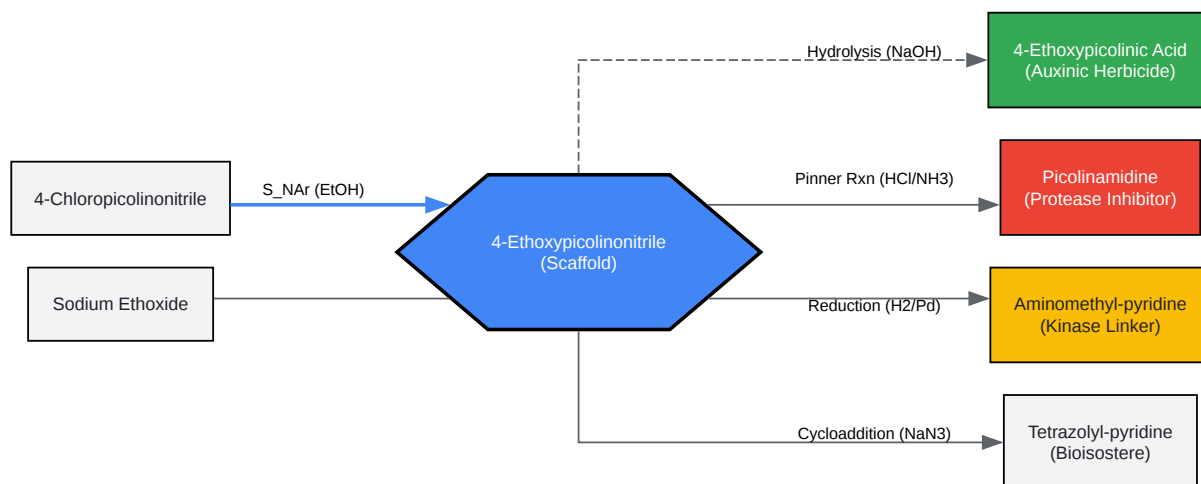 4-Chloropicolinonitrile
Sodium Ethoxide
S_NAr (EtOH)
4-Ethoxypicolinonitrile
(Scaffold)
Hydrolysis (NaOH)
4-Ethoxypicolinic Acid
(Auxinic Herbicide)
Pinner Rxn (HCl/NH3)
Picolinamidine
(Protease Inhibitor)
Reduction (H2/Pd)
Aminomethyl-pyridine
(Kinase Linker)
Cycloaddition (NaN3)
Tetrazolyl-pyridine
(Bioisostere)